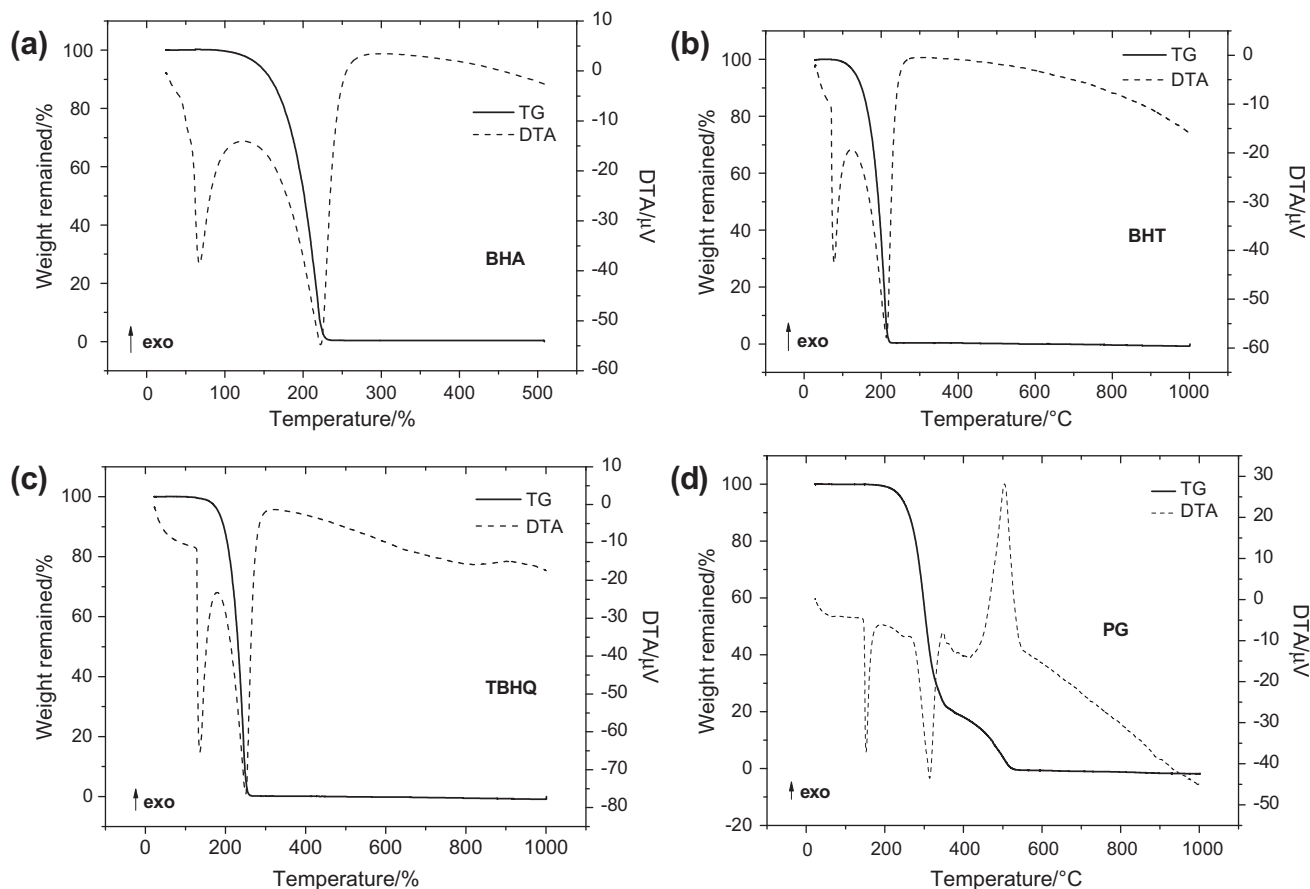 (a)
100
80
60
40
20
0
Weight remained/%
10
0
-10
-20
-30
-40
-50
-60
DTA/μV
TG
DTA
BHA
exo
0 100 200 300 400 500
Temperature/%
(b)
100
80
60
40
20
0
Weight remained/%
0
-10
-20
-30
-40
-50
-60
DTA/μV
TG
DTA
BHT
exo
0 200 400 600 800 1000
Temperature/°C
(c)
100
80
60
40
20
0
Weight remained/%
10
0
-10
-20
-30
-40
-50
-60
-70
-80
DTA/μV
TG
DTA
TBHQ
exo
0 200 400 600 800 1000
Temperature/%
(d)
100
80
60
40
20
0
-20
Weight remained/%
30
20
10
0
-10
-20
-30
-40
-50
DTA/μV
TG
DTA
PG
exo
0 200 400 600 800 1000
Temperature/°C